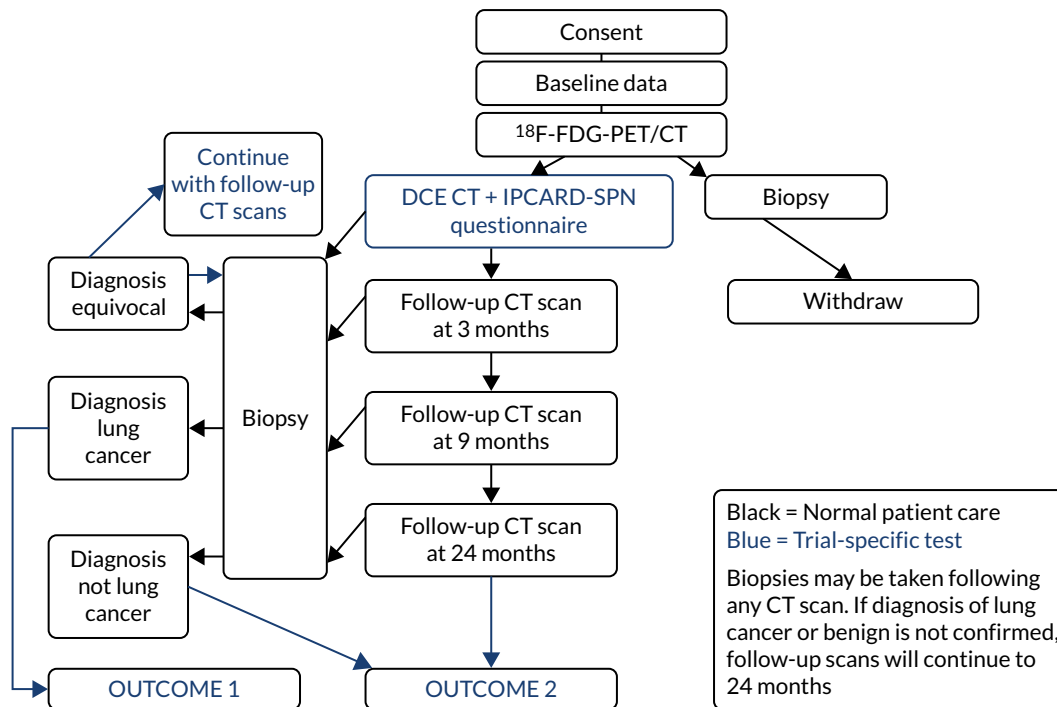 Consent
Baseline data
18F-FDG-PET/CT
Continue
with follow-up
CT scans
DCE CT + IPCARD-SPN
questionnaire
Biopsy
Diagnosis
equivocal
Withdraw
Follow-up CT scan
at 3 months
Diagnosis
lung
cancer
Biopsy
Follow-up CT scan
at 9 months
Follow-up CT scan
at 24 months
Diagnosis
not lung
cancer
Black = Normal patient care
Blue = Trial-specific test
Biopsies may be taken following
any CT scan. If diagnosis of lung
cancer or benign is not confirmed,
follow-up scans will continue to
24 months
OUTCOME 1
OUTCOME 2